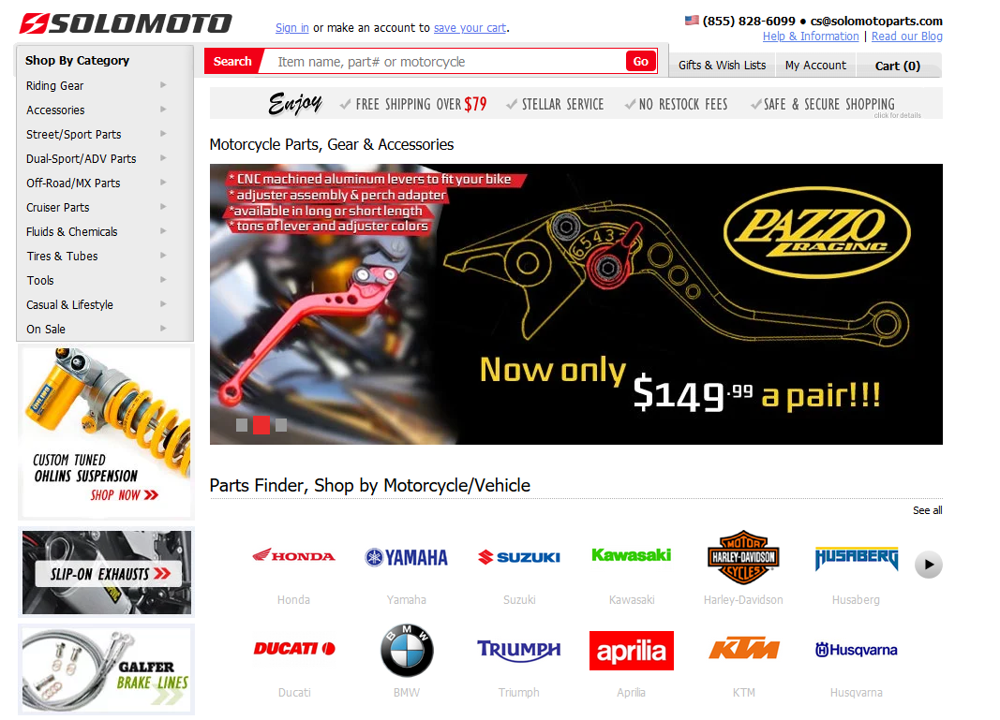 SOLOMOTO
Sign in or make an account to save your cart.
(855) 828-6099 • cs@solomotoparts.com
Help & Information | Read our Blog
Shop By Category
Search
Item name, part# or motorcycle
Go
Gifts & Wish Lists
My Account
Cart (0)
Riding Gear
Accessories
Street/Sport Parts
Dual-Sport/ADV Parts
Off-Road/MX Parts
Cruiser Parts
Fluids & Chemicals
Tires & Tubes
Tools
Casual & Lifestyle
On Sale
Enjoy FREE SHIPPING OVER $79 STELLAR SERVICE NO RESTOCK FEES SAFE & SECURE SHOPPING
click for details
Motorcycle Parts, Gear & Accessories
* CNC machined aluminum levers to fit your bike
* adjuster assembly & perch adapter
*available in long or short length
* tons of lever and adjuster colors
6543
PAZZO
RACING
Now only $149.99 a pair!!!
CUSTOM TUNED
OHLINS SUSPENSION
SHOP NOW
SLIP-ON EXHAUSTS
GALFER
BRAKE LINES
Parts Finder, Shop by Motorcycle/Vehicle
See all
HONDA
YAMAHA
SUZUKI
Kawasaki
MOTOR
HARLEY-DAVIDSON
CYCLES
HUSABERG
Honda
Yamaha
Suzuki
Kawasaki
Harley-Davidson
Husaberg
DUCATI
BMW
TRIUMPH
aprilia
KTM
Husqvarna
Ducati
BMW
Triumph
Aprilia
KTM
Husqvarna